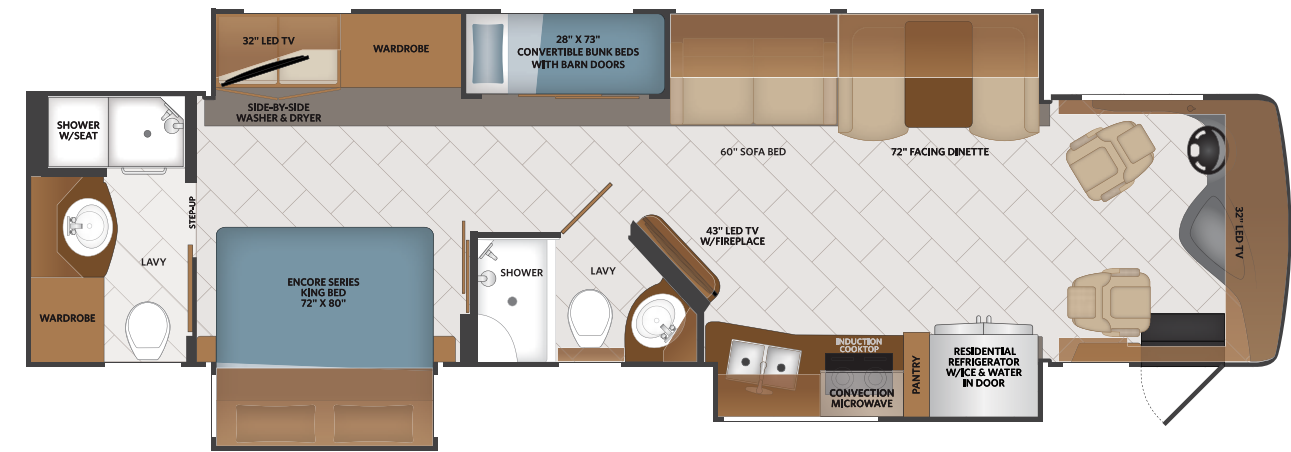 32" LED TV
WARDROBE
28" X 73"
CONVERTIBLE BUNK BEDS
WITH BARN DOORS
SIDE-BY-SIDE
WASHER & DRYER
SHOWER
W/SEAT
60" SOFA BED
72" FACING DINETTE
STEP-UP
32" LED TV
43" LED TV
W/FIREPLACE
LAVY
SHOWER
LAVY
ENCORE SERIES
KING BED
72" X 80"
WARDROBE
INDUCTION
COOKTOP
PANTRY
RESIDENTIAL
REFRIGERATOR
W/ICE & WATER
IN DOOR
CONVECTION
MICROWAVE